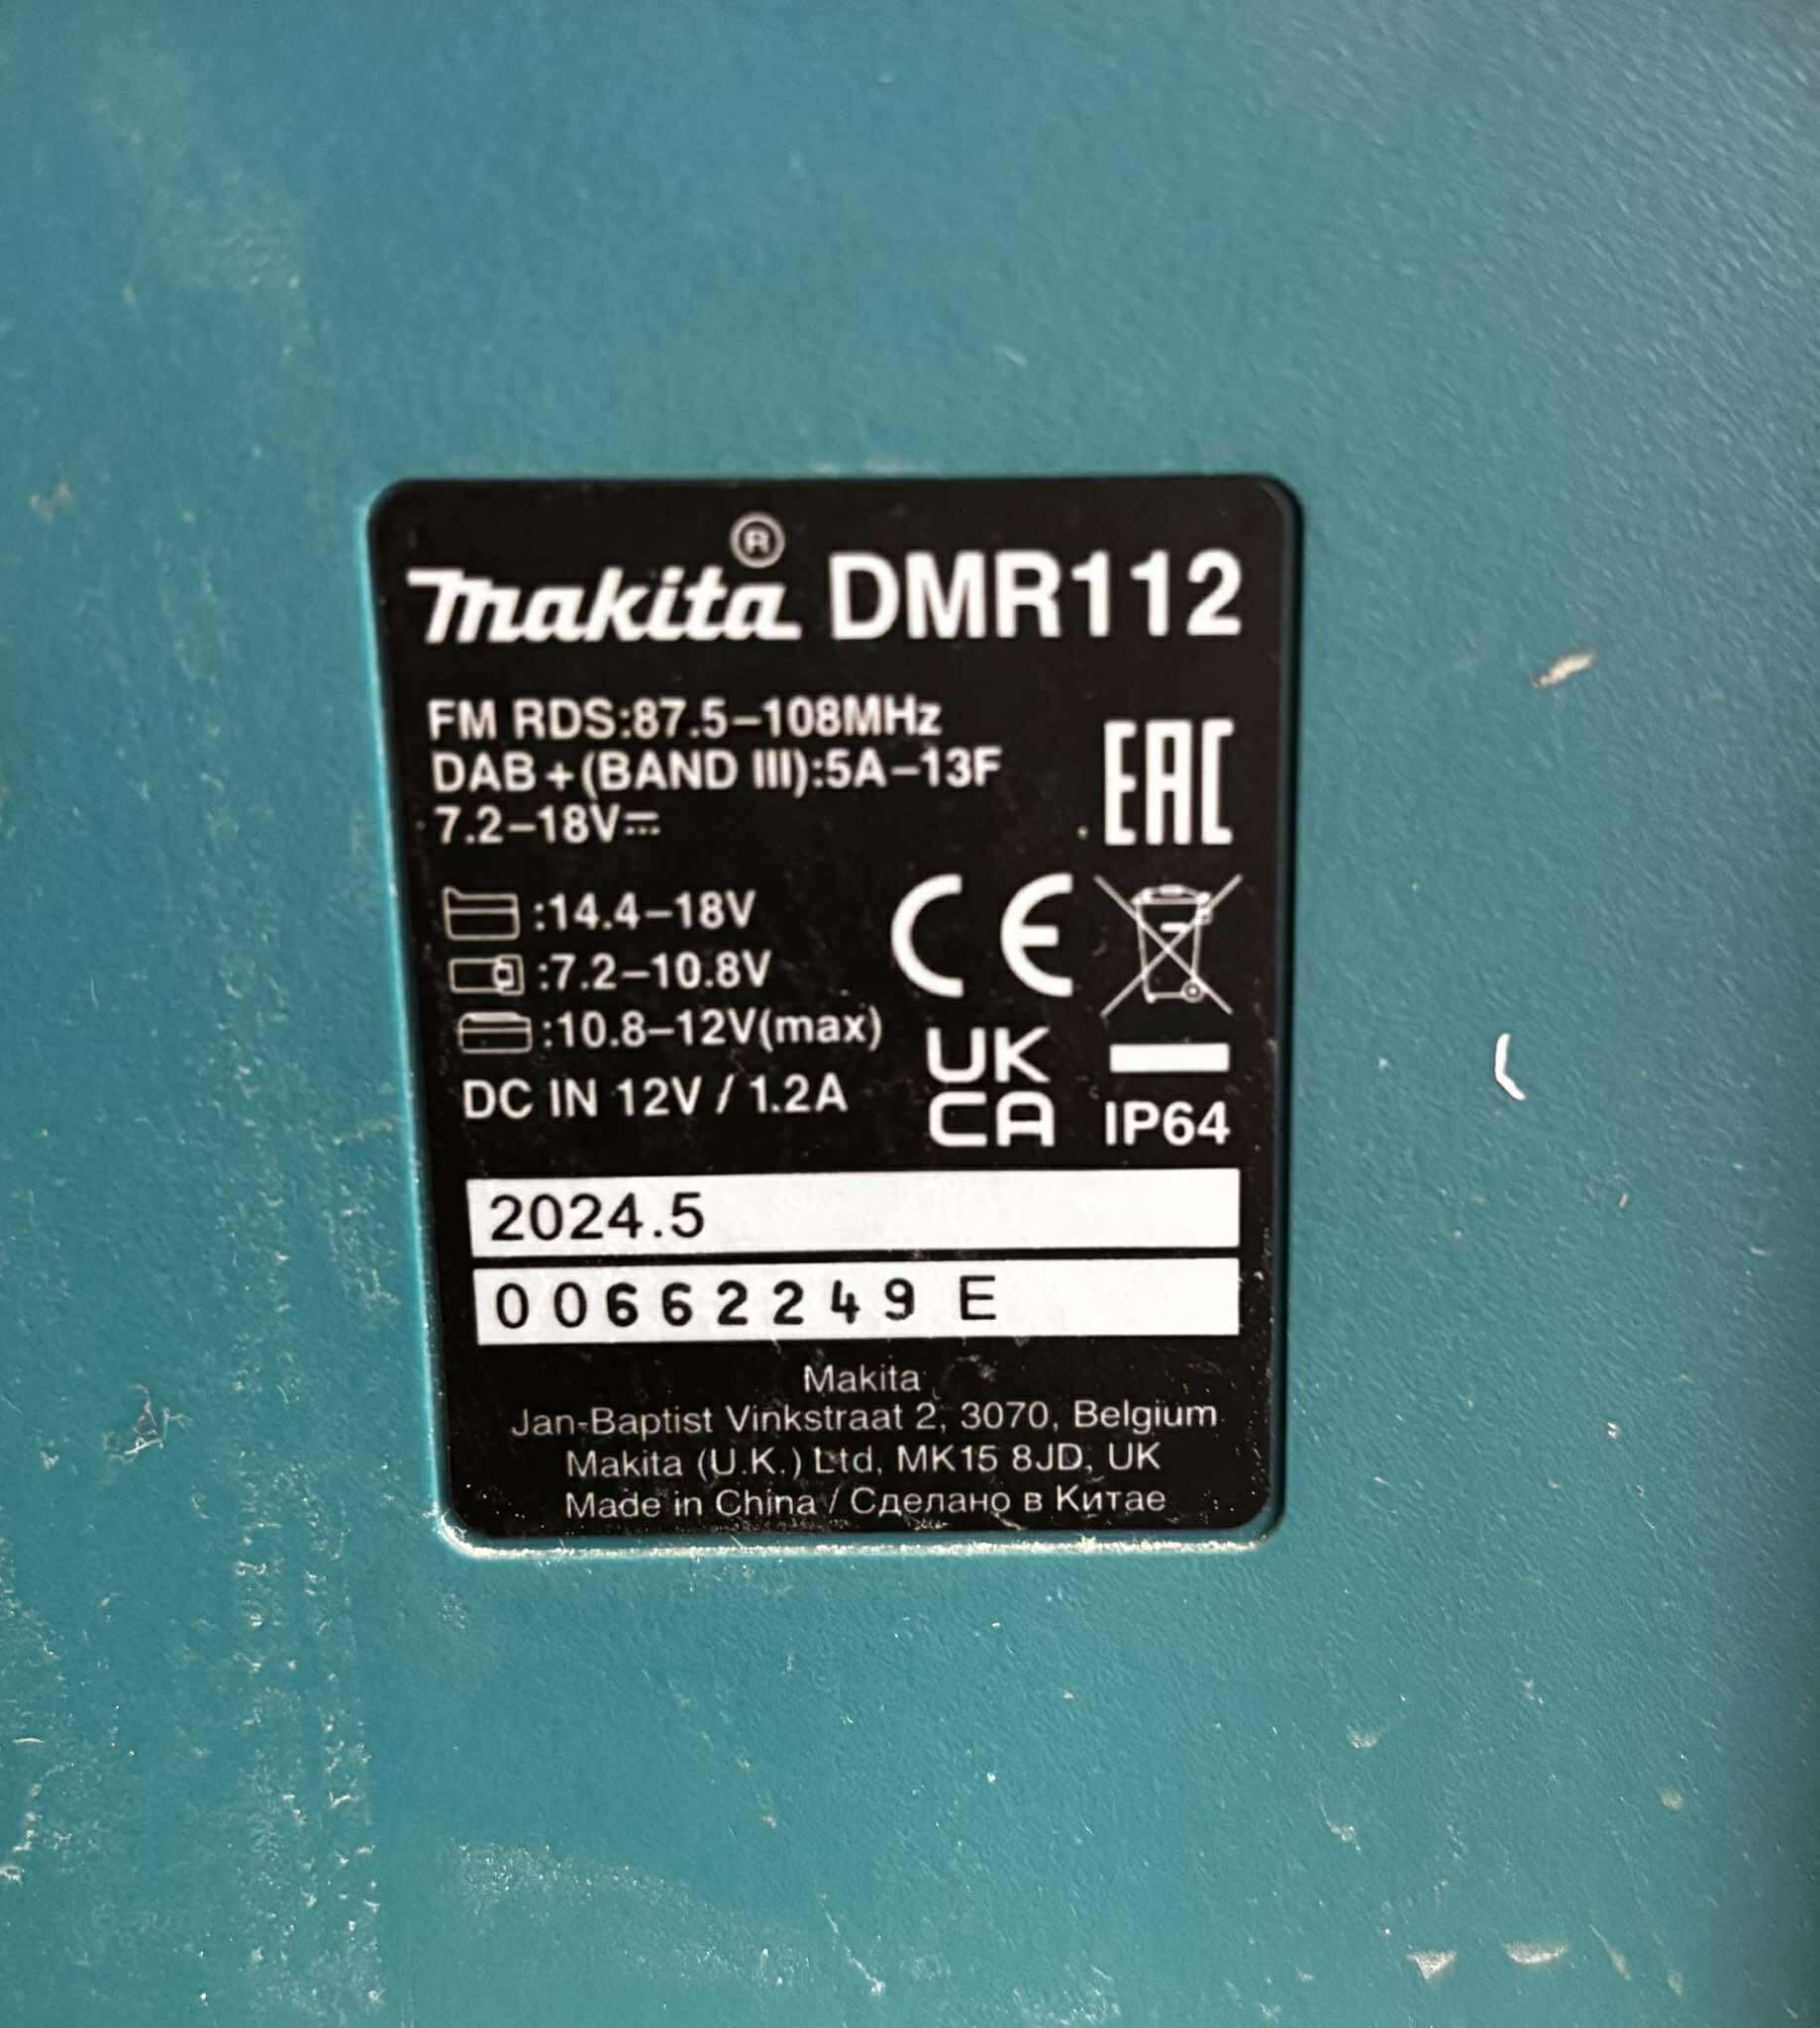 makita® DMR112
FM RDS:87.5–108MHz
DAB+(BAND III):5A–13F
7.2–18V⎓
EAC
:14.4–18V
:7.2–10.8V
:10.8–12V(max)
DC IN 12V / 1.2A
CE
UK
CA
IP64
2024.5
00662249 E
Makita
Jan-Baptist Vinkstraat 2, 3070, Belgium
Makita (U.K.) Ltd, MK15 8JD, UK
Made in China / Сделано в Китае